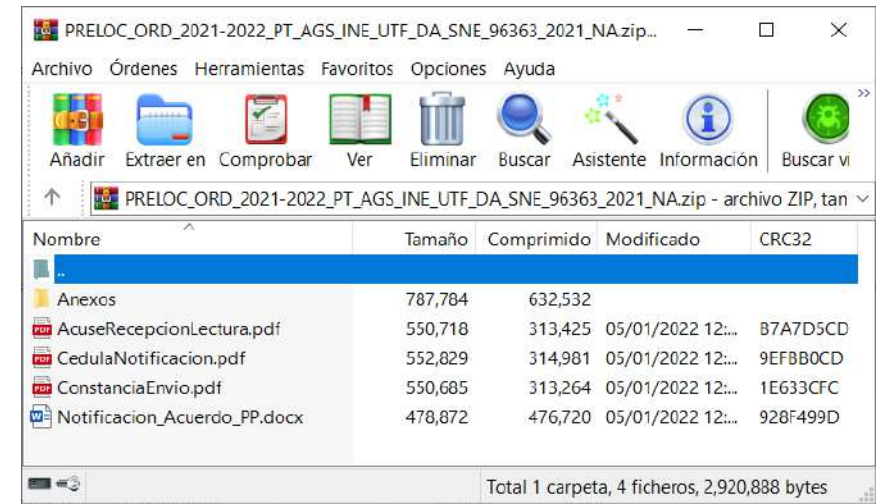 PRELOC_ORD_2021-2022_PT_AGS_INE_UTF_DA_SNE_96363_2021_NA.zip...
Archivo Órdenes Herramientas Favoritos Opciones Ayuda
Añadir Extraer en Comprobar Ver Eliminar Buscar Asistente Información Buscar vi
PRELOC_ORD_2021-2022_PT_AGS_INE_UTF_DA_SNE_96363_2021_NA.zip - archivo ZIP, tan
Nombre Tamaño Comprimido Modificado CRC32
..
Anexos 787,784 632,532
AcuseRecepcionLectura.pdf 550,718 313,425 05/01/2022 12:... B7A7D5CD
CedulaNotificacion.pdf 552,829 314,981 05/01/2022 12:... 9EFBB0CD
ConstanciaEnvio.pdf 550,685 313,264 05/01/2022 12:... 1E633CFC
Notificacion_Acuerdo_PP.docx 478,872 476,720 05/01/2022 12:... 928F499D
Total 1 carpeta, 4 ficheros, 2,920,888 bytes